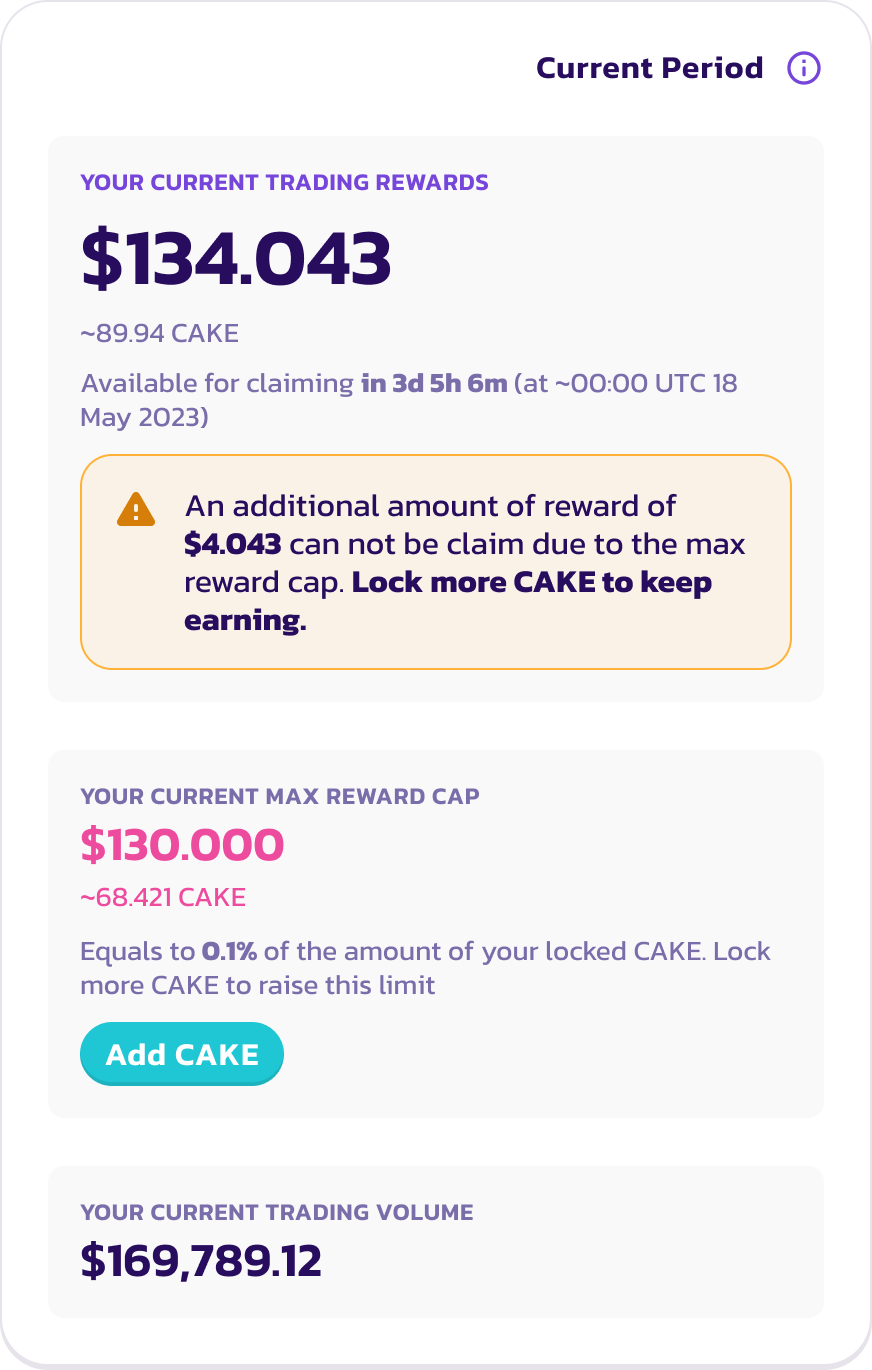 Current Period
YOUR CURRENT TRADING REWARDS
$134.043
~89.94 CAKE
Available for claiming in 3d 5h 6m (at ~00:00 UTC 18
May 2023)
An additional amount of reward of
$4.043 can not be claim due to the max
reward cap. Lock more CAKE to keep
earning.
YOUR CURRENT MAX REWARD CAP
$130.000
~68.421 CAKE
Equals to 0.1% of the amount of your locked CAKE. Lock
more CAKE to raise this limit
Add CAKE
YOUR CURRENT TRADING VOLUME
$169,789.12